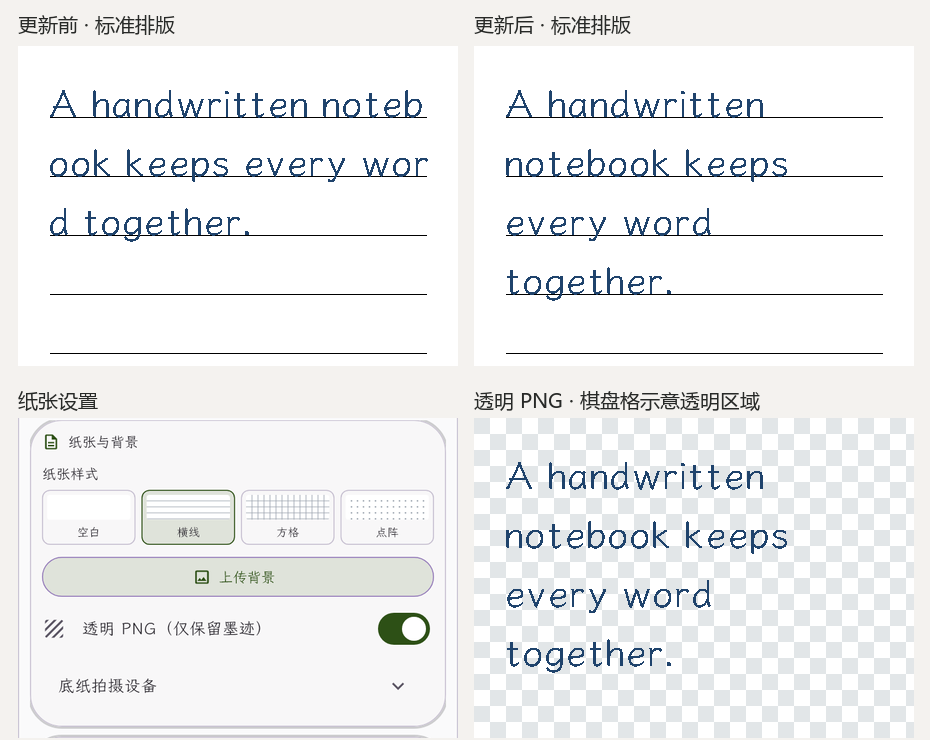 更新前 · 标准排版
A handwritten noteb
ook keeps every wor
d together.
更新后 · 标准排版
A handwritten
notebook keeps
every word
together.
纸张设置
纸张与背景
纸张样式
空白
横线
方格
点阵
上传背景
透明 PNG（仅保留墨迹）
底纸拍摄设备
透明 PNG · 棋盘格示意透明区域
A handwritten
notebook keeps
every word
together.